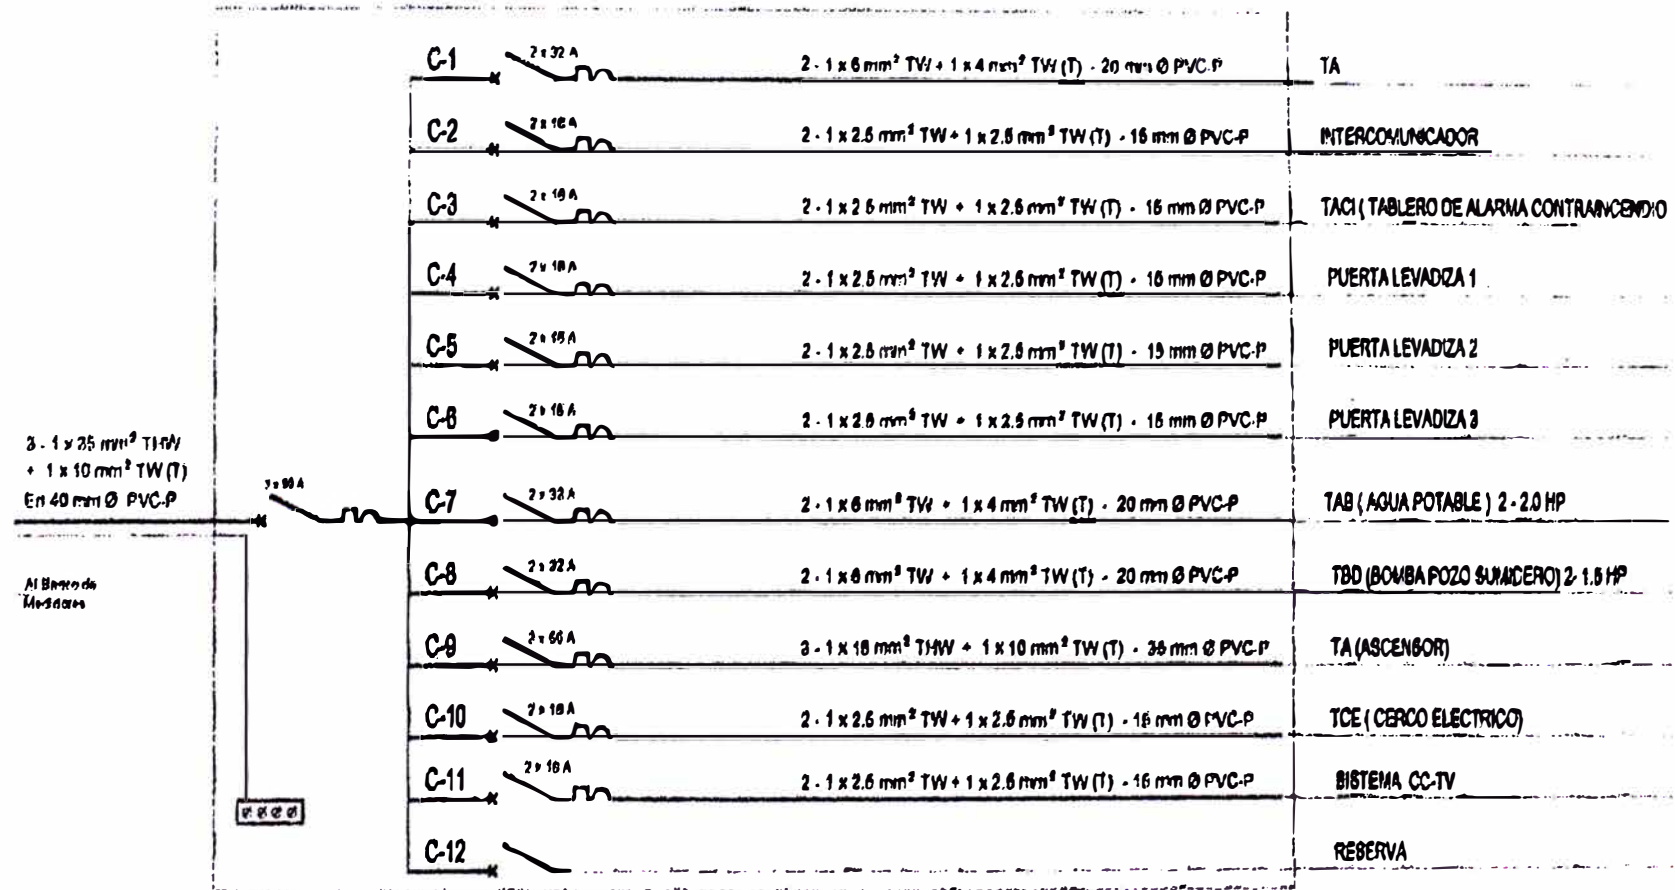 C-1 2 x 32 A 2 - 1 x 6 mm² TW + 1 x 4 mm² TW (T) - 20 mm Ø PVC-P TA
C-2 2 x 16 A 2 - 1 x 2.5 mm² TW + 1 x 2.5 mm² TW (T) - 15 mm Ø PVC-P INTERCOMUNICADOR
C-3 2 x 16 A 2 - 1 x 2.5 mm² TW + 1 x 2.5 mm² TW (T) - 15 mm Ø PVC-P TACI ( TABLERO DE ALARMA CONTRAINCENDIO
C-4 2 x 16 A 2 - 1 x 2.5 mm² TW + 1 x 2.5 mm² TW (T) - 15 mm Ø PVC-P PUERTA LEVADIZA 1
C-5 2 x 16 A 2 - 1 x 2.5 mm² TW + 1 x 2.5 mm² TW (T) - 15 mm Ø PVC-P PUERTA LEVADIZA 2
C-6 2 x 16 A 2 - 1 x 2.5 mm² TW + 1 x 2.5 mm² TW (T) - 15 mm Ø PVC-P PUERTA LEVADIZA 3
3 - 1 x 35 mm² THW
+ 1 x 10 mm² TW (T)
En 40 mm Ø PVC-P
C-7 2 x 32 A 2 - 1 x 6 mm² TW + 1 x 4 mm² TW (T) - 20 mm Ø PVC-P TAB ( AGUA POTABLE ) 2 - 2.0 HP
Al Banco de
Medidores
C-8 2 x 32 A 2 - 1 x 6 mm² TW + 1 x 4 mm² TW (T) - 20 mm Ø PVC-P TBD (BOMBA POZO SUMIDERO) 2- 1.5 HP
C-9 3 - 1 x 16 mm² THW + 1 x 10 mm² TW (T) - 35 mm Ø PVC-P TA (ASCENSOR)
C-10 2 x 16 A 2 - 1 x 2.5 mm² TW + 1 x 2.5 mm² TW (T) - 15 mm Ø PVC-P TCE ( CERCO ELECTRICO)
C-11 2 x 16 A 2 - 1 x 2.5 mm² TW + 1 x 2.5 mm² TW (T) - 15 mm Ø PVC-P SISTEMA CC-TV
C-12 RESERVA